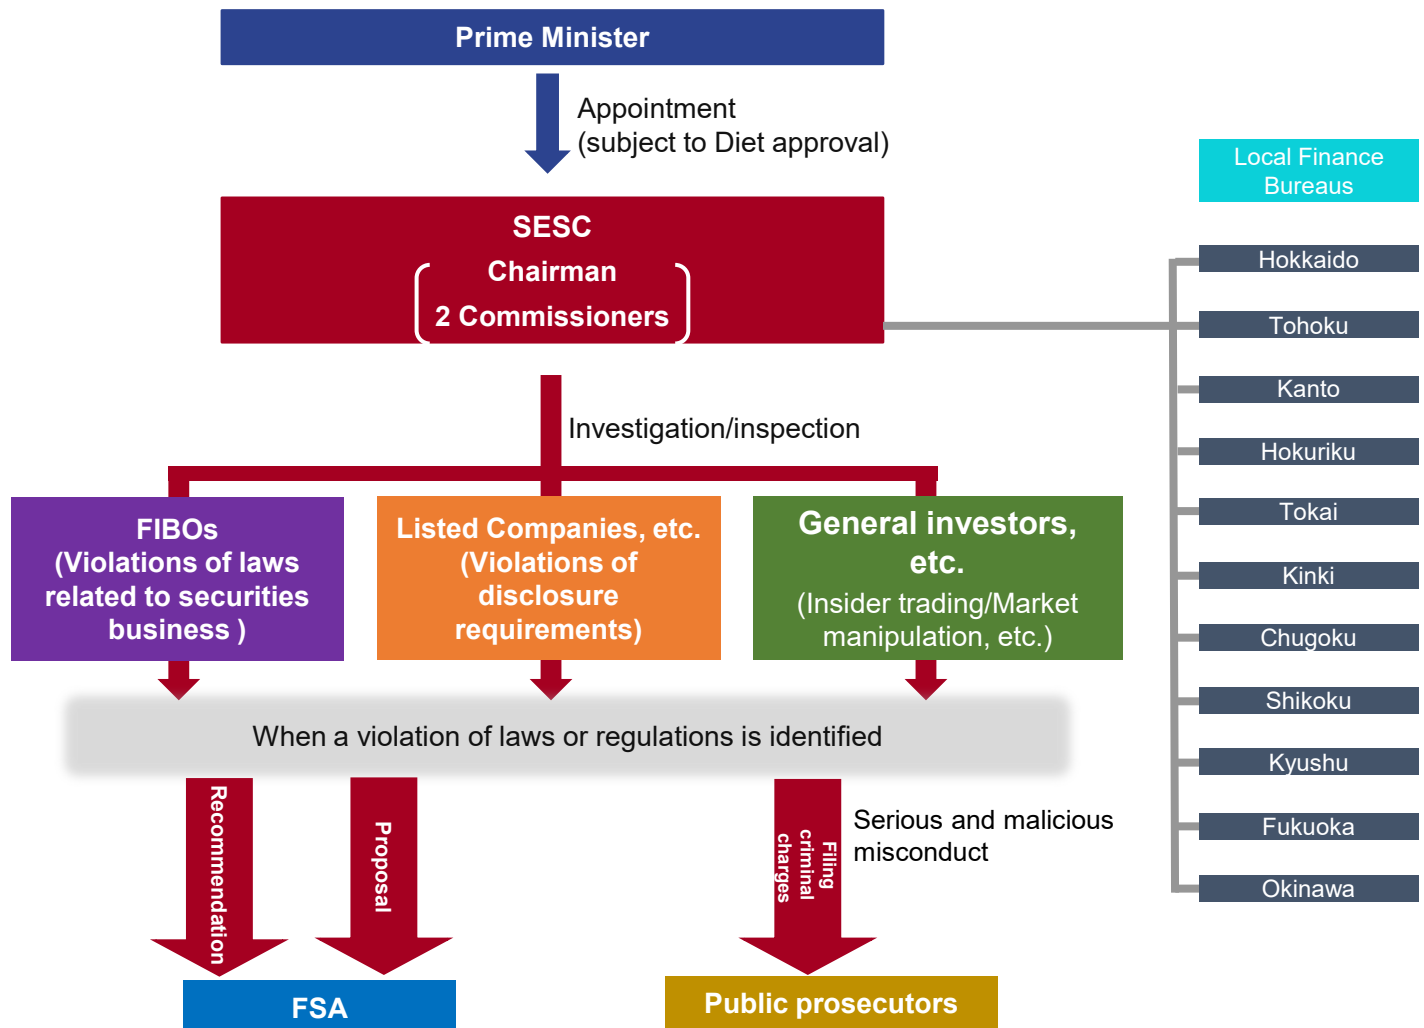 Prime Minister
Appointment
(subject to Diet approval)
SESC
Chairman
2 Commissioners
Local Finance
Bureaus
Hokkaido
Tohoku
Kanto
Hokuriku
Tokai
Kinki
Chugoku
Shikoku
Kyushu
Fukuoka
Okinawa
Investigation/inspection
FIBOs
(Violations of laws
related to securities
business )
Listed Companies, etc.
(Violations of
disclosure
requirements)
General investors,
etc.
(Insider trading/Market
manipulation, etc.)
When a violation of laws or regulations is identified
Recommendation
Proposal
Filing
criminal
charges
Serious and malicious
misconduct
FSA
Public prosecutors